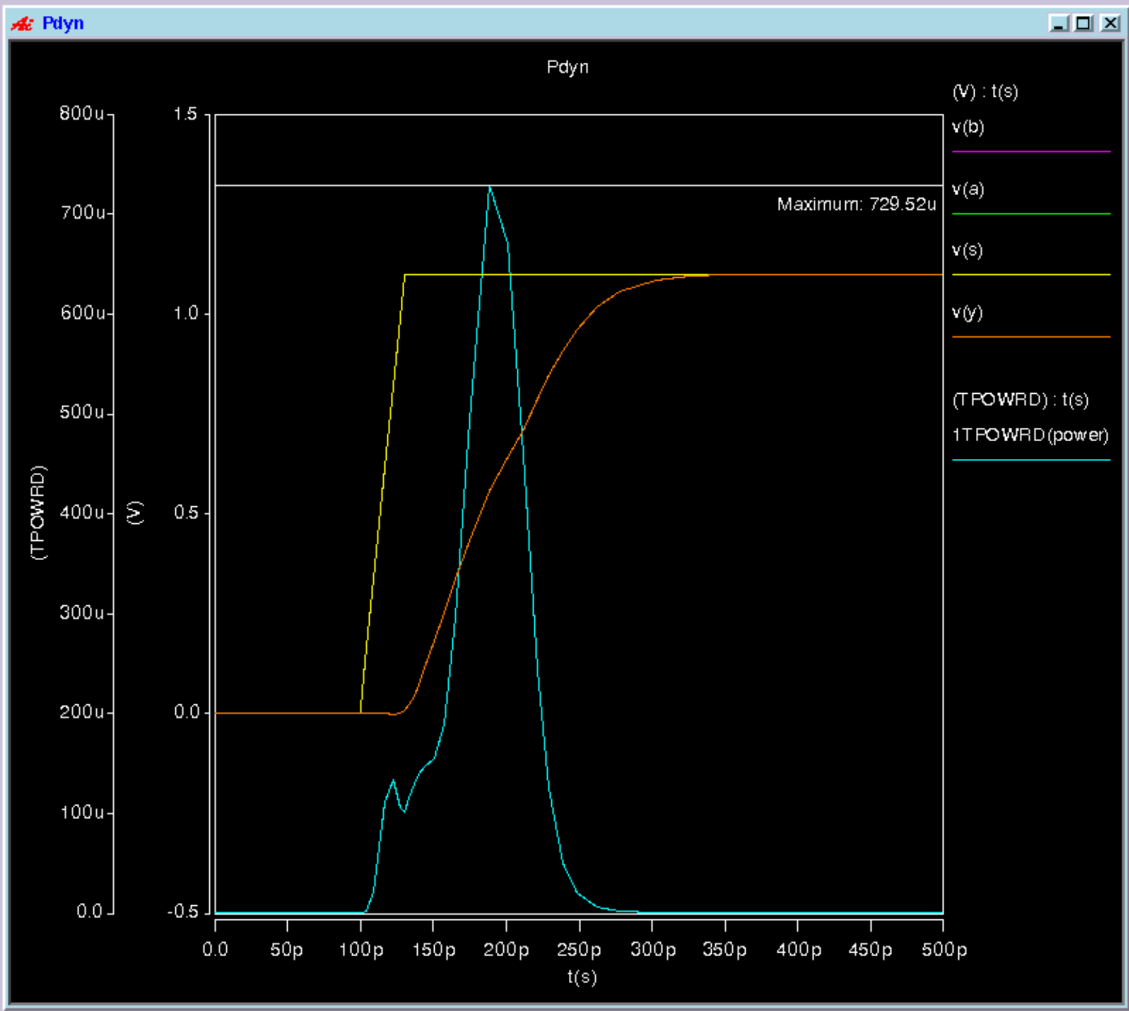 Pdyn
Pdyn
(V) : t(s)
v(b)
v(a)
v(s)
v(y)
(TPOWRD) : t(s)
1TPOWRD(power)
Maximum: 729.52u
(TPOWRD)
800u
700u
600u
500u
400u
300u
200u
100u
0.0
(V)
1.5
1.0
0.5
0.0
-0.5
0.0 50p 100p 150p 200p 250p 300p 350p 400p 450p 500p
t(s)